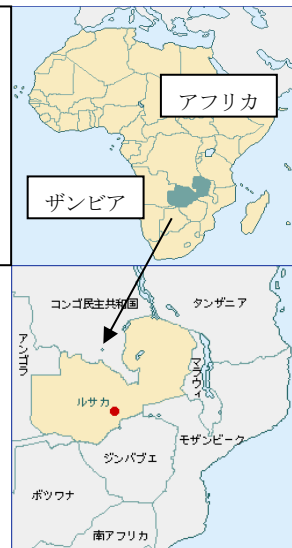 アフリカ
ザンビア
コンゴ民主共和国
タンザニア
アンゴラ
マラウィ
ルサカ
モザンビーク
ジンバブエ
ボツワナ
南アフリカ